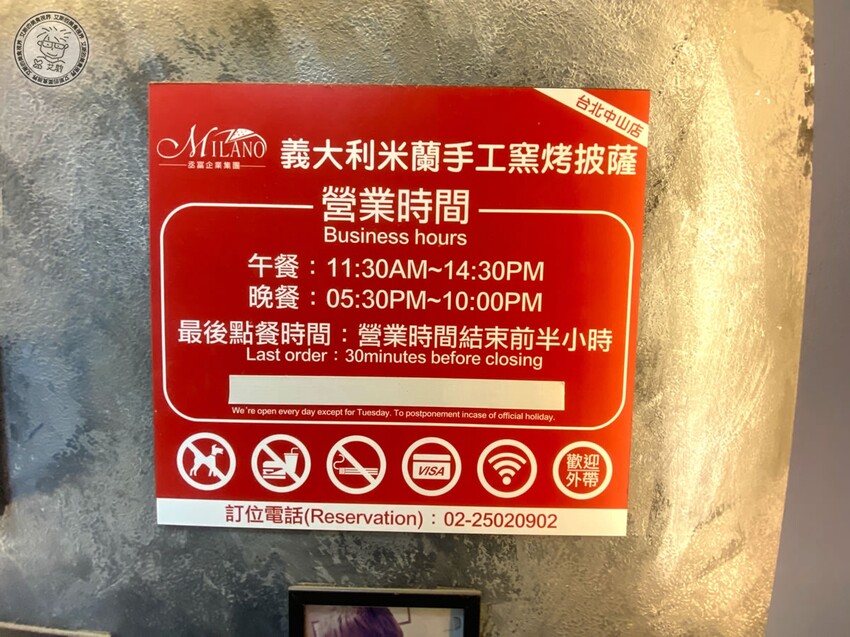 台北中山店
MILANO
丞富企業集團
義大利米蘭手工窯烤披薩
營業時間
Business hours
午餐：11:30AM~14:30PM
晚餐：05:30PM~10:00PM
最後點餐時間：營業時間結束前半小時
Last order：30minutes before closing
We're open every day except for Tuesday. To postponement incase of official holiday.
VISA
歡迎
外帶
訂位電話(Reservation)：02-25020902